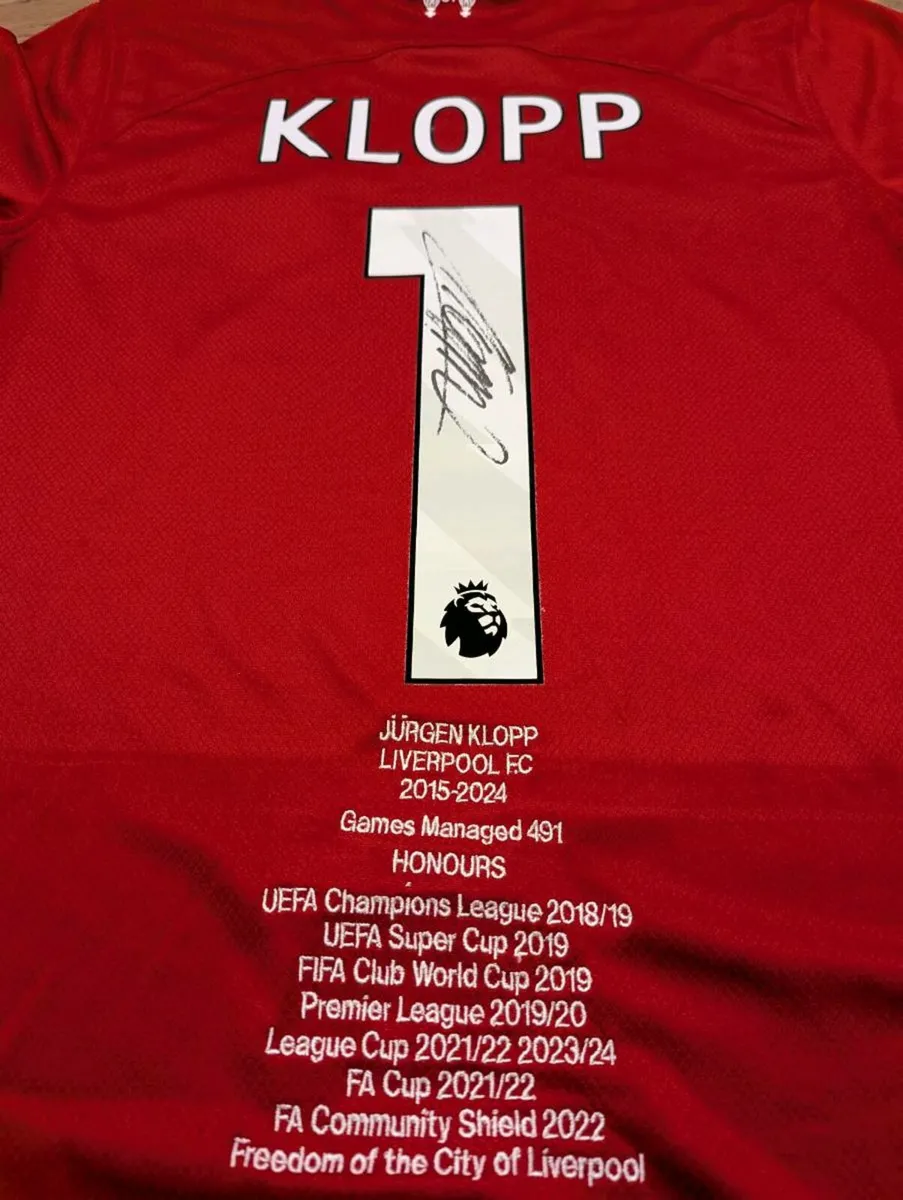 KLOPP
1
JÜRGEN KLOPP
LIVERPOOL FC
2015-2024
Games Managed 491
HONOURS
UEFA Champions League 2018/19
UEFA Super Cup 2019
FIFA Club World Cup 2019
Premier League 2019/20
League Cup 2021/22 2023/24
FA Cup 2021/22
FA Community Shield 2022
Freedom of the City of Liverpool